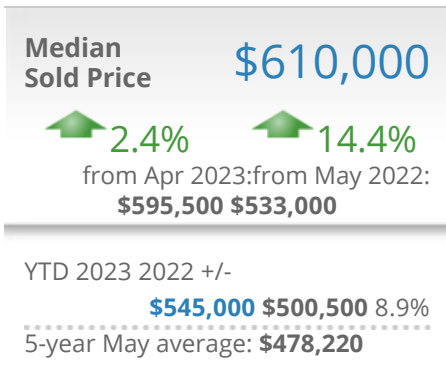 Median
Sold Price
$610,000
2.4%
14.4%
from Apr 2023:from May 2022:
$595,500 $533,000
YTD 2023 2022 +/-
$545,000 $500,500 8.9%
5-year May average: $478,220